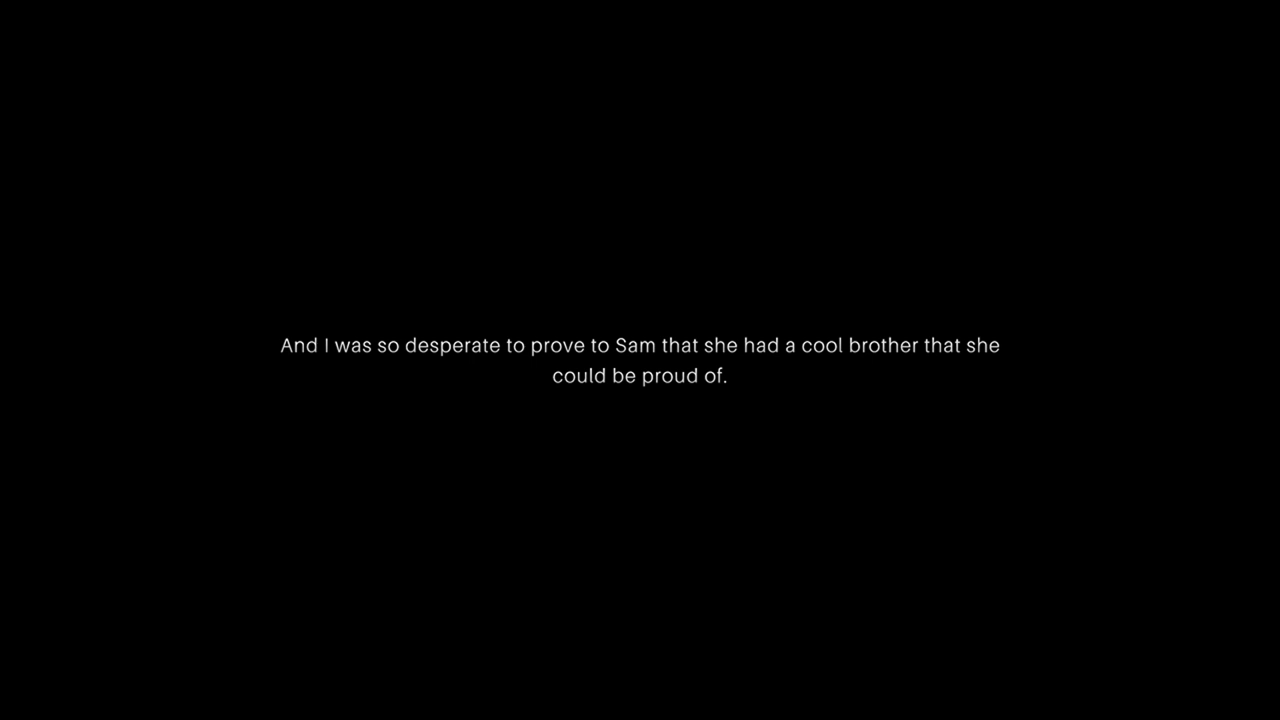 And I was so desperate to prove to Sam that she had a cool brother that she
could be proud of.